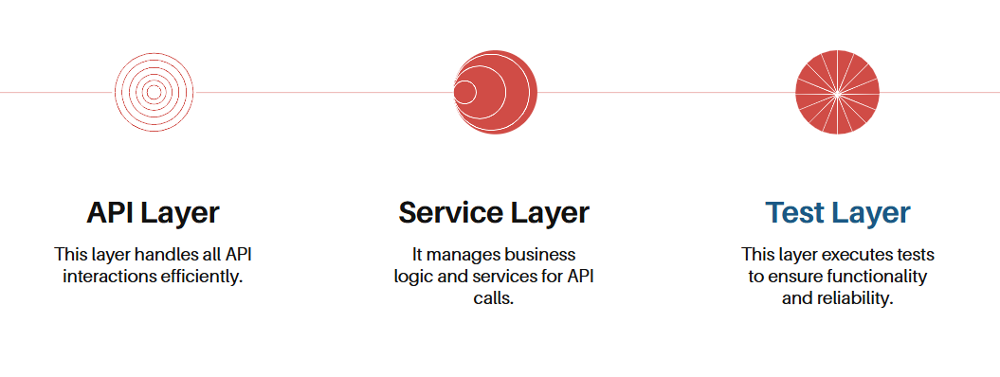 API Layer
This layer handles all API
interactions efficiently.
Service Layer
It manages business
logic and services for API
calls.
Test Layer
This layer executes tests
to ensure functionality
and reliability.